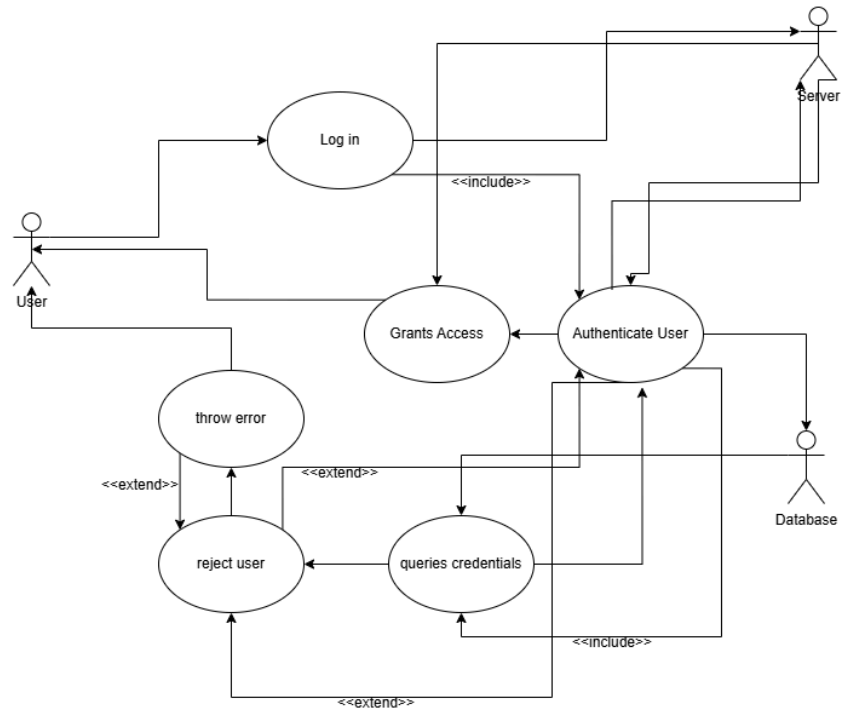 Server
Log in
<<include>>
User
Grants Access
Authenticate User
throw error
<<extend>>
<<extend>>
Database
reject user
queries credentials
<<include>>
<<extend>>